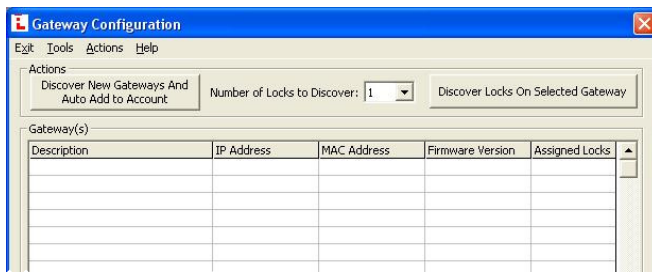 Gateway Configuration
Exit Tools Actions Help
Actions
Discover New Gateways And
Auto Add to Account
Number of Locks to Discover: 1
Discover Locks On Selected Gateway
Gateway(s)
Description IP Address MAC Address Firmware Version Assigned Locks